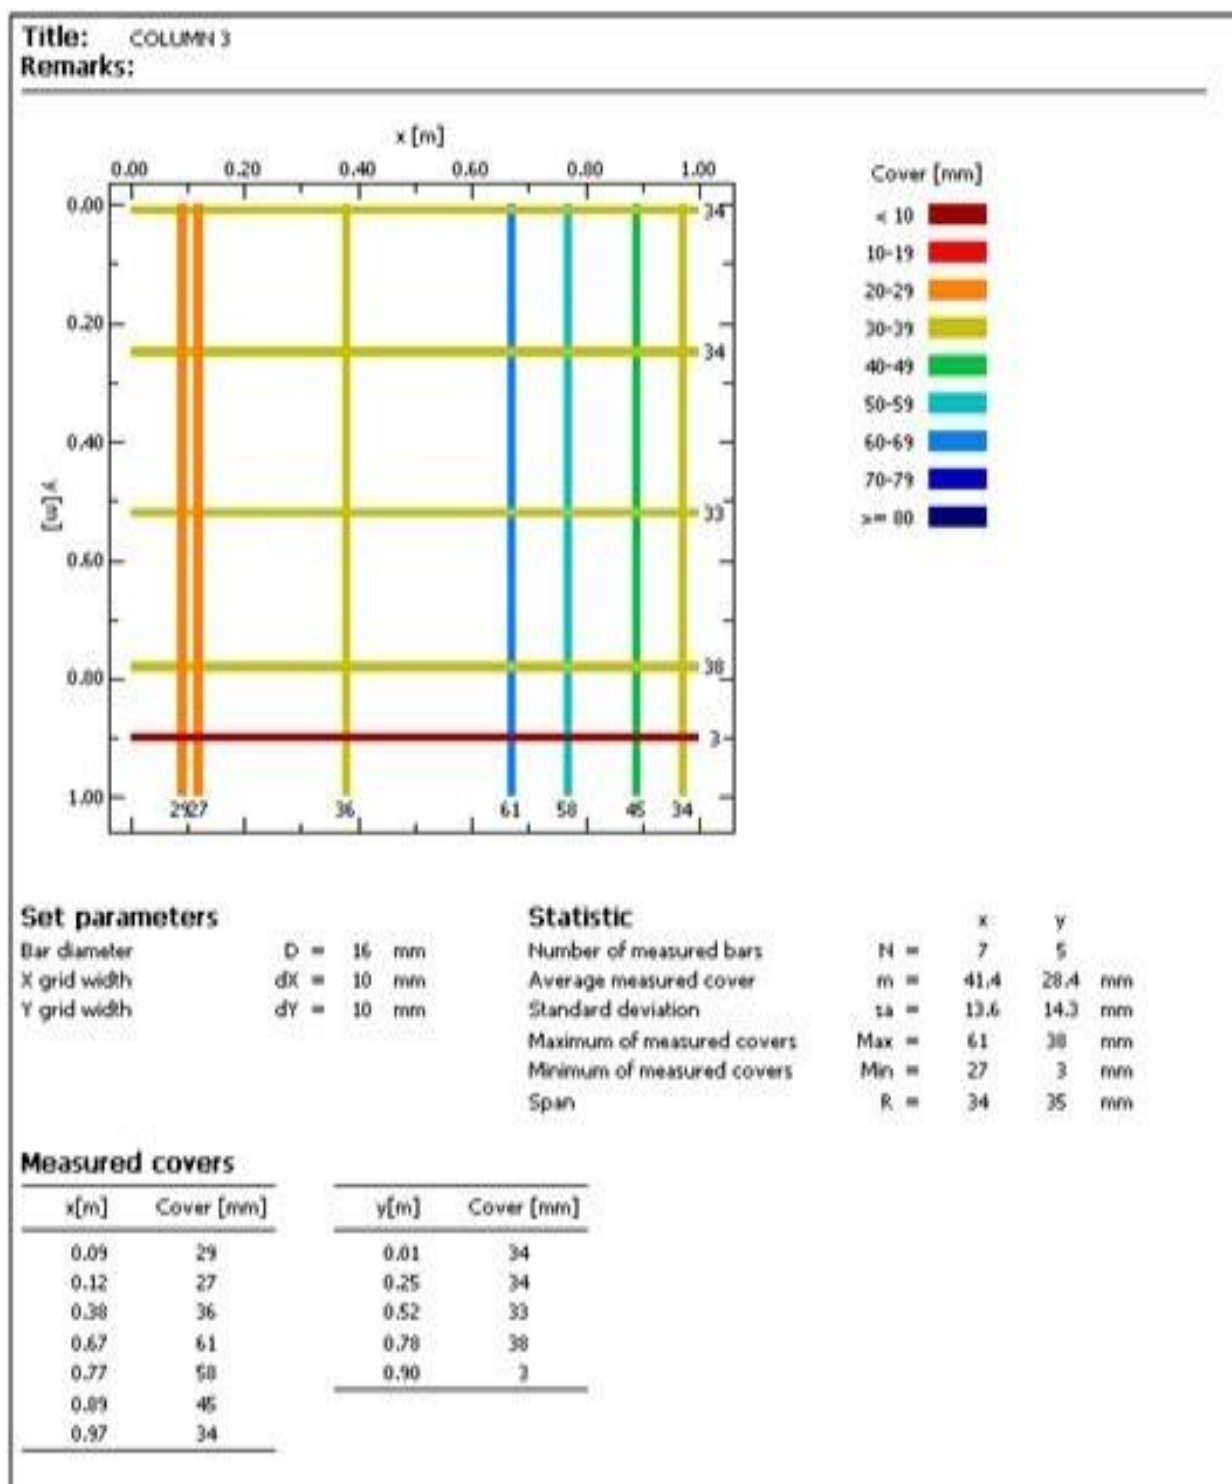 Title: COLUMN 3
Remarks:
x [m]
0.00 0.20 0.40 0.60 0.80 1.00
Cover [mm]
< 10
10-19
20-29
30-39
40-49
50-59
60-69
70-79
>= 80
y [m]
0.00
0.20
0.40
0.60
0.80
1.00
34
34
33
38
3
29 27 36 61 58 45 34
Set parameters
Bar diameter D = 16 mm
X grid width dX = 10 mm
Y grid width dY = 10 mm
Statistic x y
Number of measured bars N = 7 5
Average measured cover m = 41.4 28.4 mm
Standard deviation sa = 13.6 14.3 mm
Maximum of measured covers Max = 61 38 mm
Minimum of measured covers Min = 27 3 mm
Span R = 34 35 mm
Measured covers
x[m] Cover [mm]
0.09 29
0.12 27
0.38 36
0.67 61
0.77 58
0.89 45
0.97 34
y[m] Cover [mm]
0.01 34
0.25 34
0.52 33
0.78 38
0.90 3